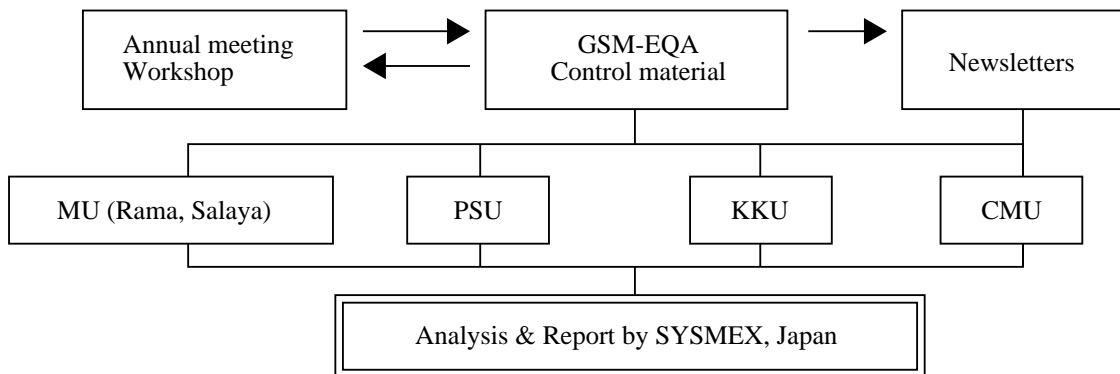 Annual meeting
Workshop
GSM-EQA
Control material
Newsletters
MU (Rama, Salaya)
PSU
KKU
CMU
Analysis & Report by SYSMEX, Japan